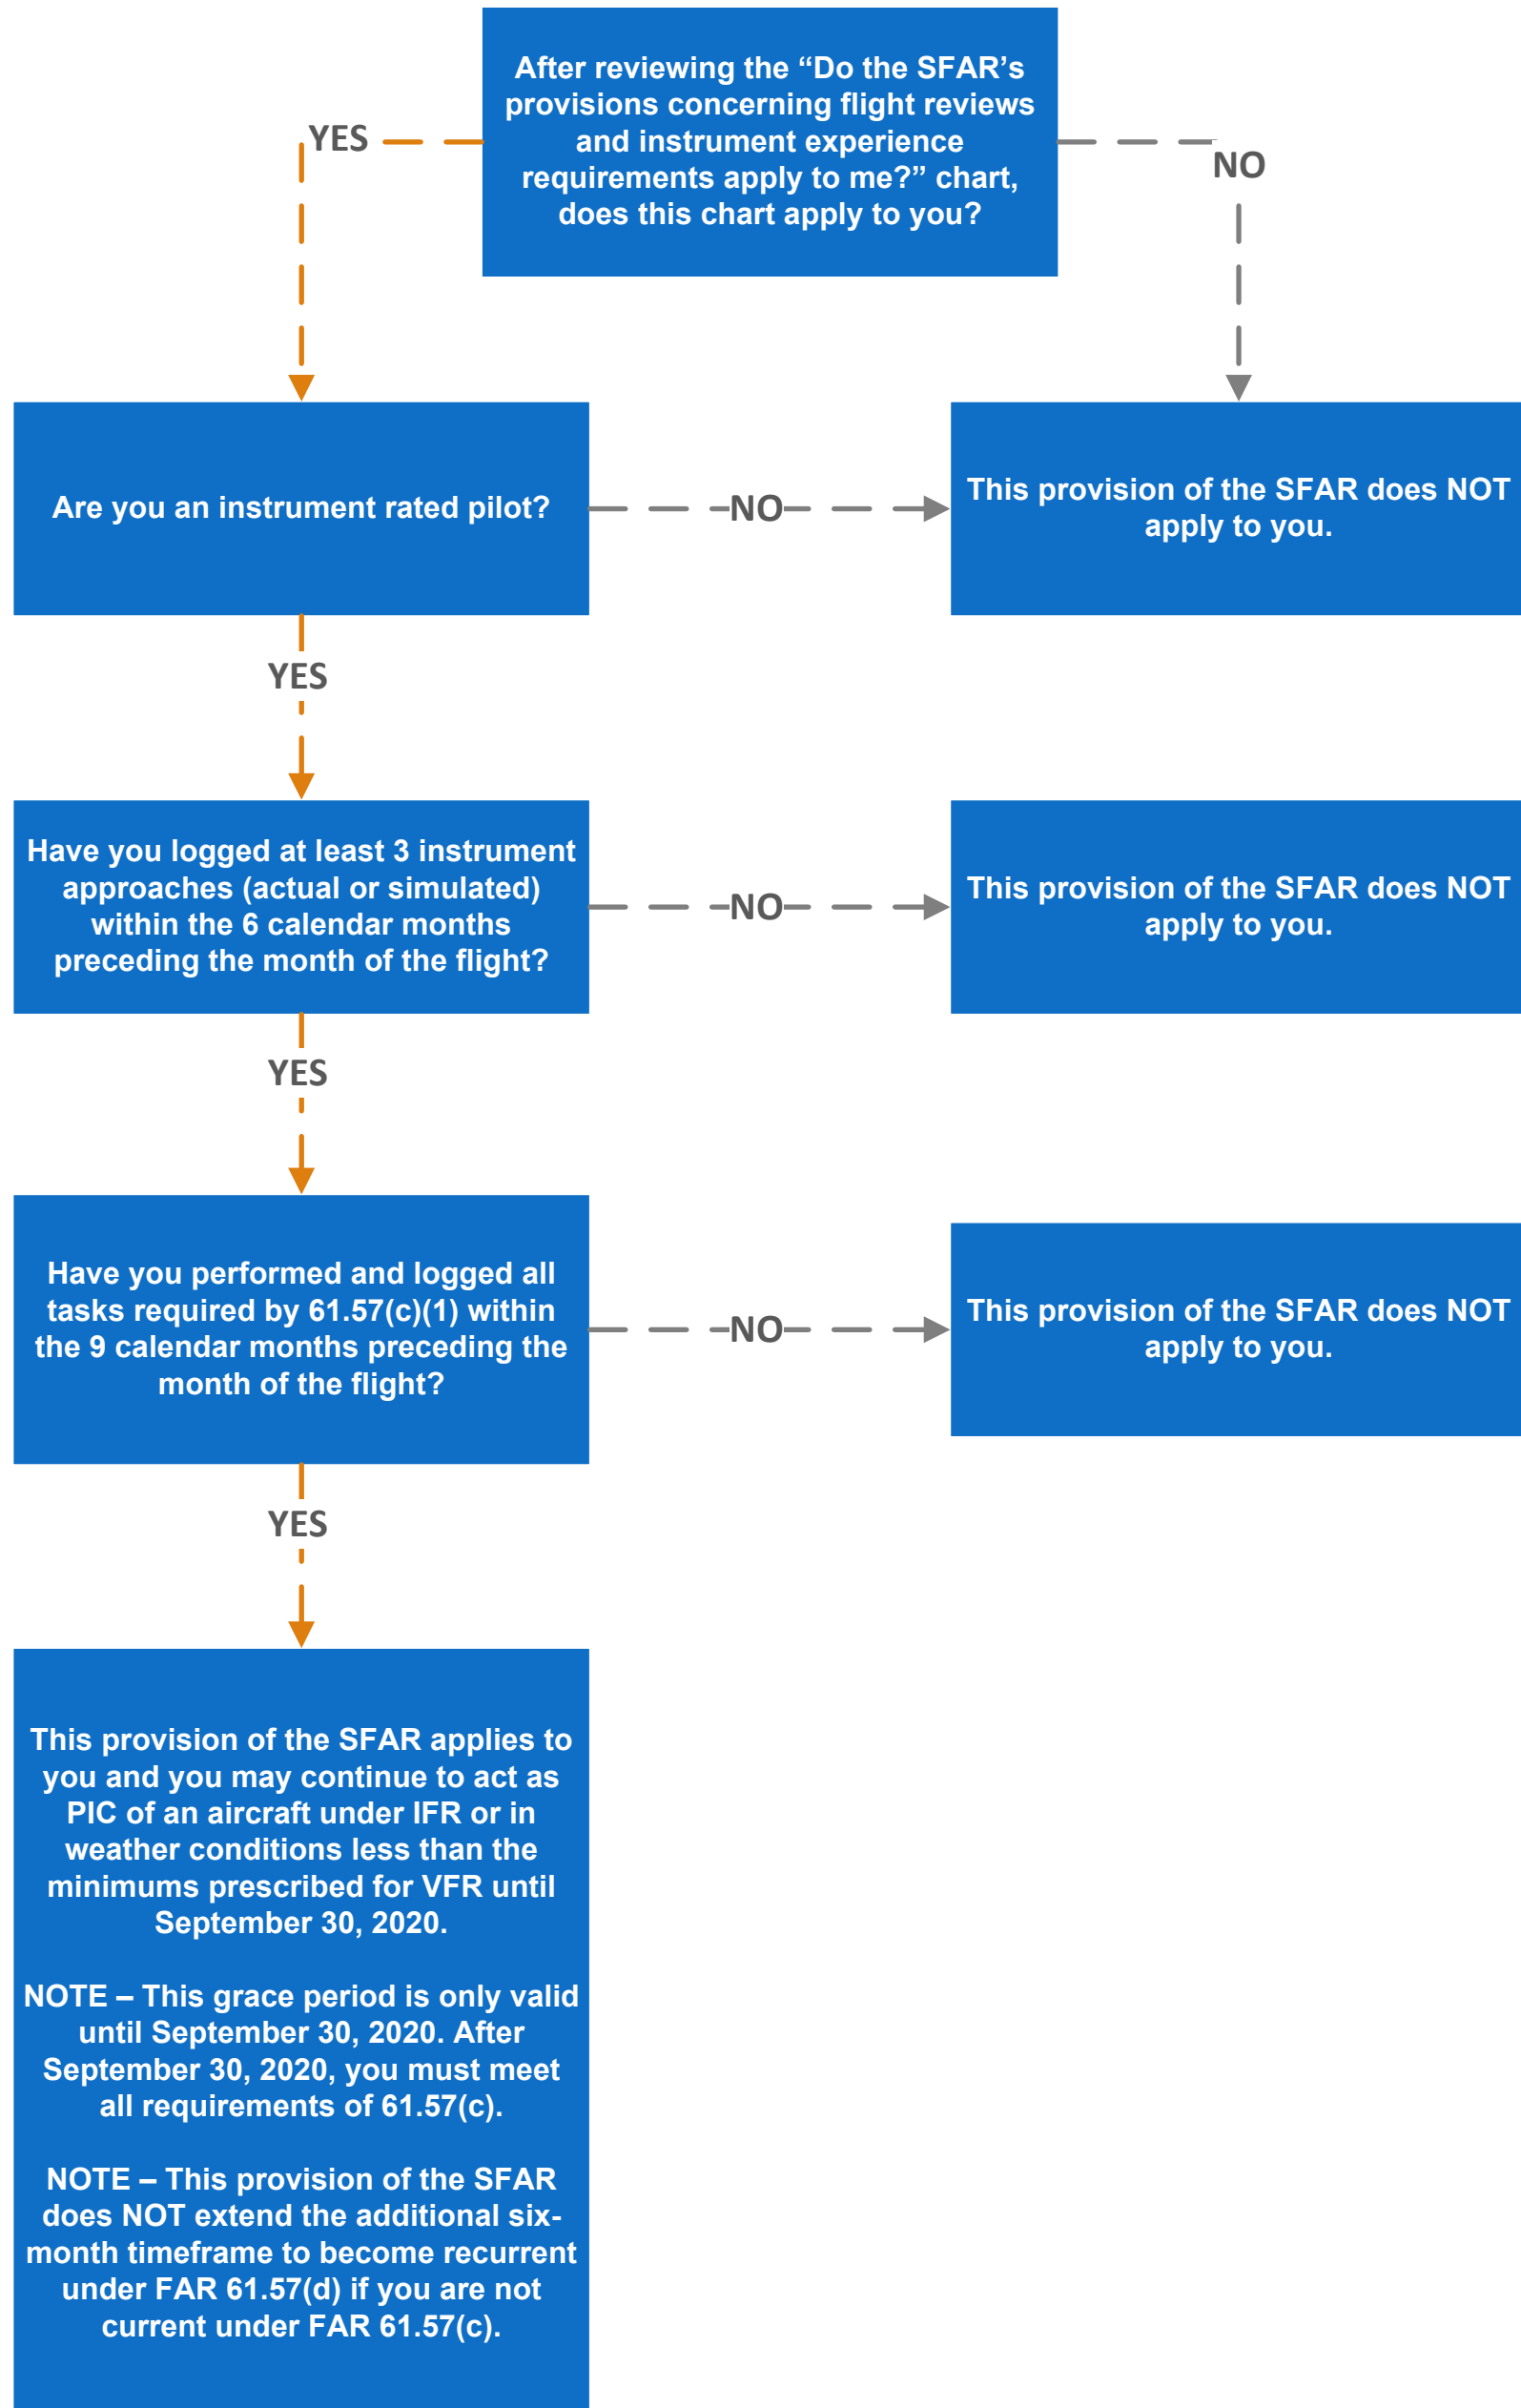 After reviewing the “Do the SFAR’s
provisions concerning flight reviews
and instrument experience
requirements apply to me?” chart,
does this chart apply to you?
YES
NO
Are you an instrument rated pilot?
NO
This provision of the SFAR does NOT
apply to you.
YES
Have you logged at least 3 instrument
approaches (actual or simulated)
within the 6 calendar months
preceding the month of the flight?
NO
This provision of the SFAR does NOT
apply to you.
YES
Have you performed and logged all
tasks required by 61.57(c)(1) within
the 9 calendar months preceding the
month of the flight?
NO
This provision of the SFAR does NOT
apply to you.
YES
This provision of the SFAR applies to
you and you may continue to act as
PIC of an aircraft under IFR or in
weather conditions less than the
minimums prescribed for VFR until
September 30, 2020.
NOTE – This grace period is only valid
until September 30, 2020. After
September 30, 2020, you must meet
all requirements of 61.57(c).
NOTE – This provision of the SFAR
does NOT extend the additional six-
month timeframe to become recurrent
under FAR 61.57(d) if you are not
current under FAR 61.57(c).